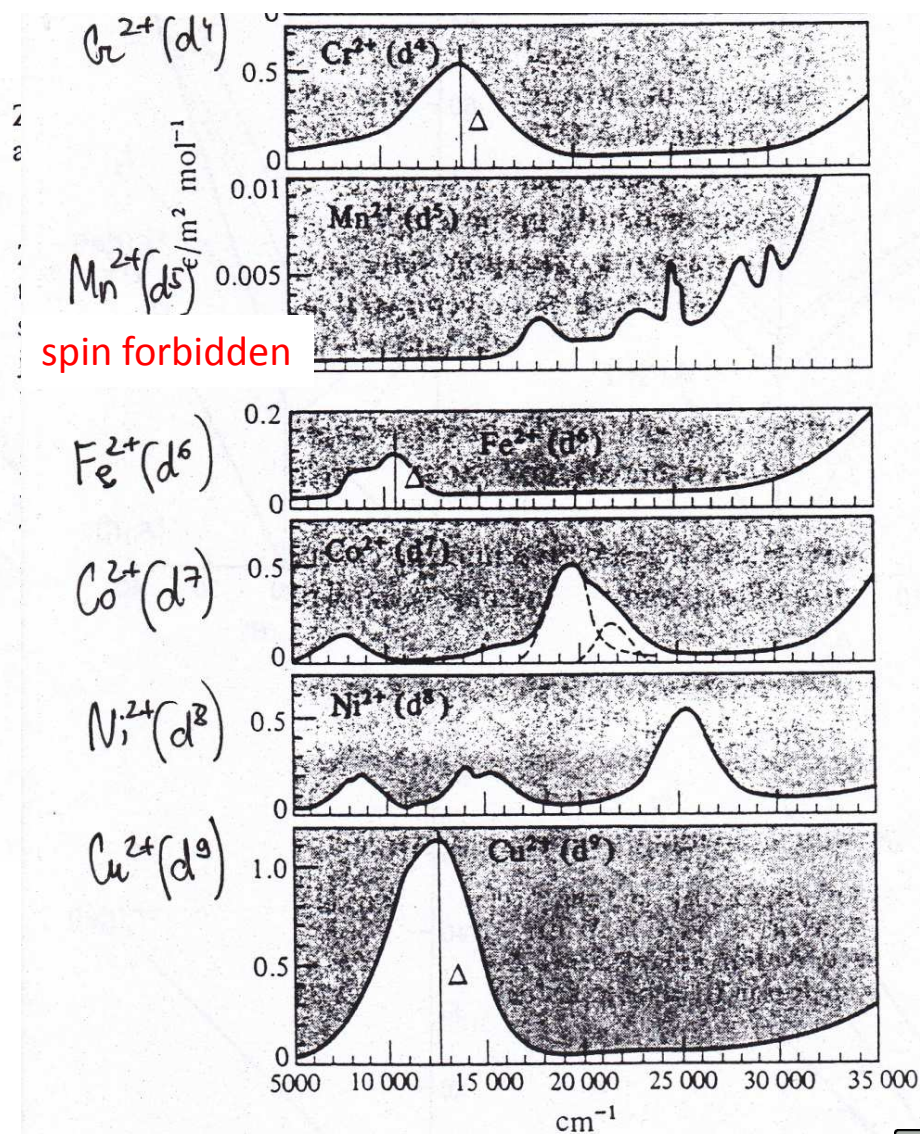 0
Cr²⁺(d⁴)
Cr²⁺ (d⁴)
0.5
Δ
0
ε/m² mol⁻¹
0.01
Mn²⁺ (d⁵)
0.005
Mn²⁺(d⁵)
spin forbidden
0.2
Fe²⁺(d⁶)
Fe²⁺ (d⁶)
Δ
0
Co²⁺(d⁷)
Co²⁺ (d⁷)
0.5
0
Ni²⁺(d⁸)
Ni²⁺ (d⁸)
0.5
0
Cu²⁺(d⁹)
Cu²⁺ (d⁹)
1.0
0.5
Δ
0
5000 10 000 15 000 20 000 25 000 30 000 35 000
cm⁻¹